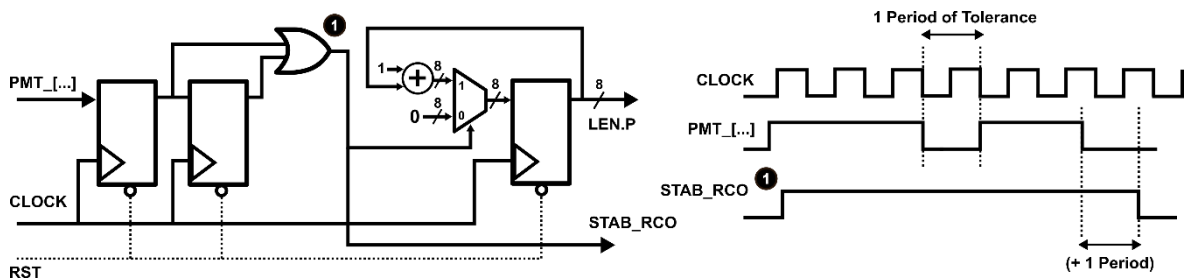 1
PMT_[...]
CLOCK
RST
1
+
8
0
8
1
0
8
8
LEN.P
STAB_RCO
1 Period of Tolerance
CLOCK
PMT_[...]
STAB_RCO 1
(+ 1 Period)